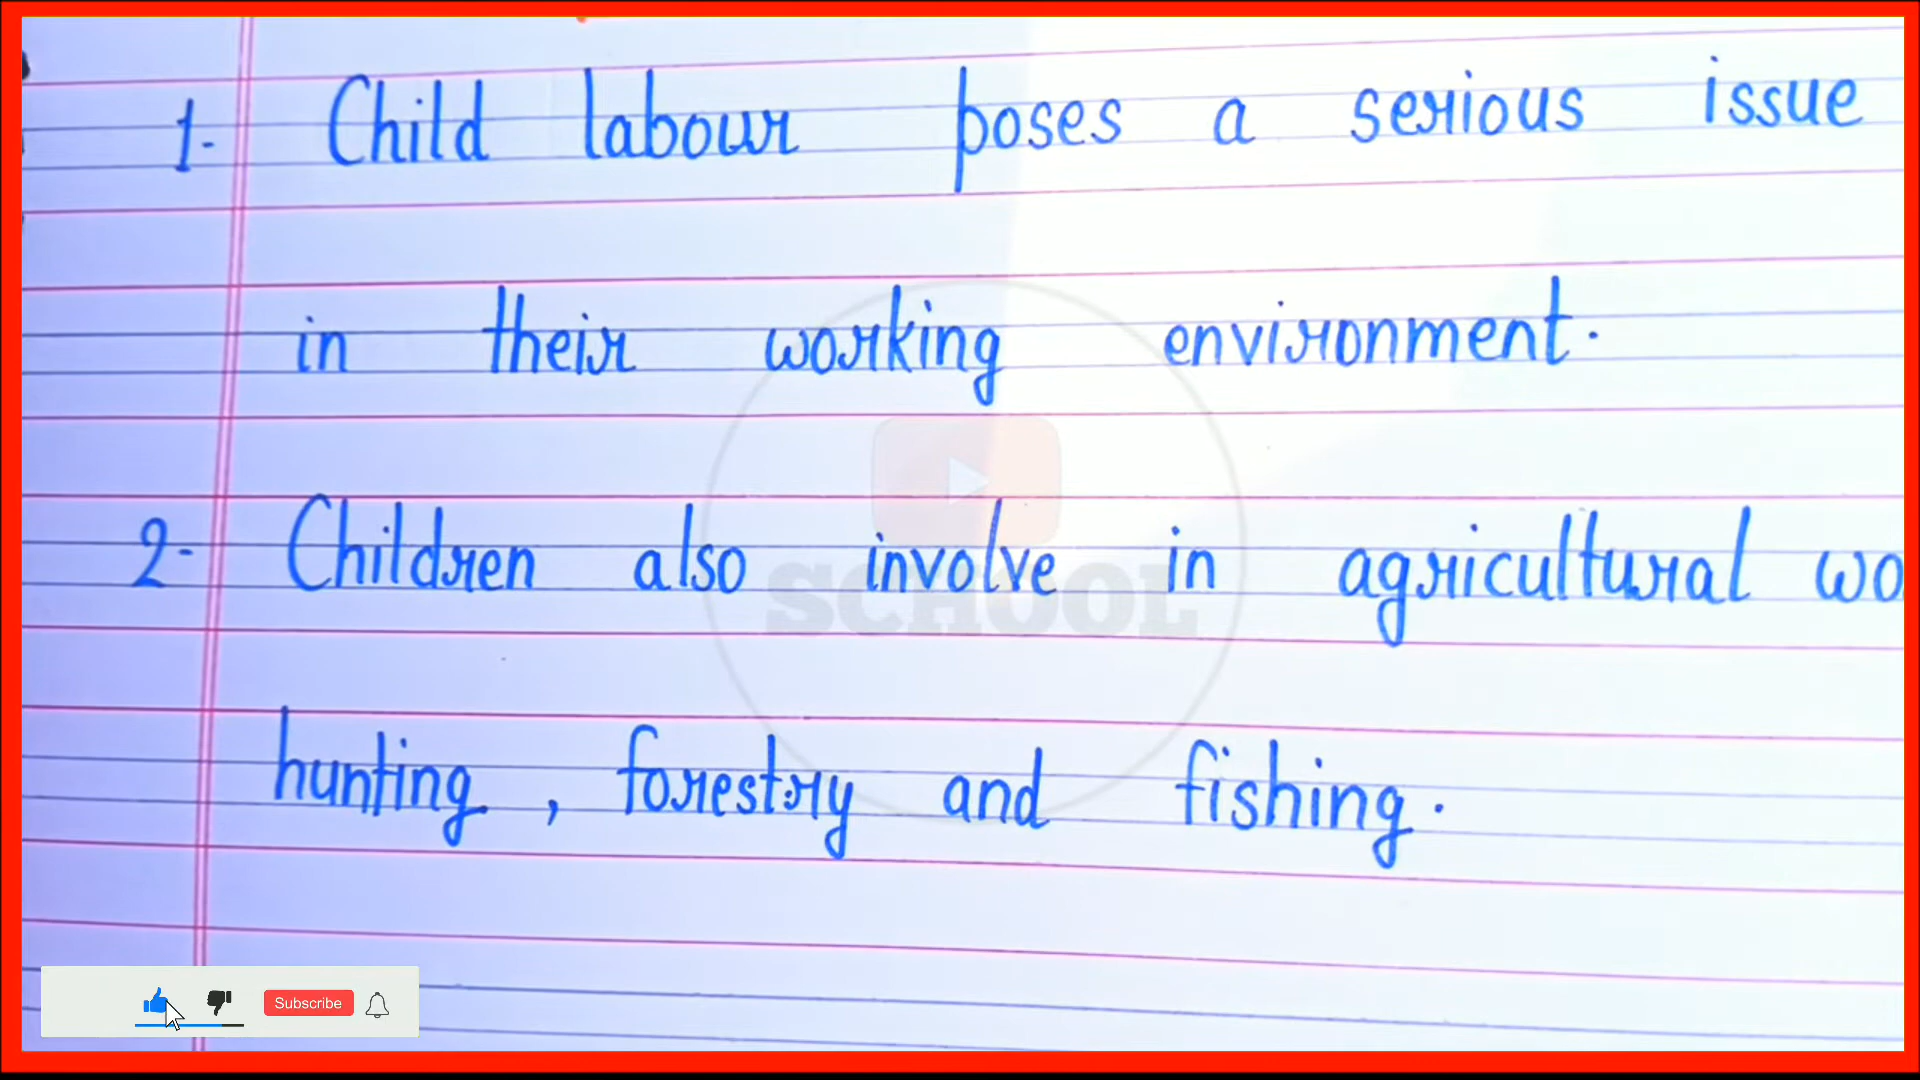 1- Child labour poses a serious issue
in their working environment.
2- Children also involve in agricultural
hunting, forestry and fishing.
SCHOOL
Subscribe